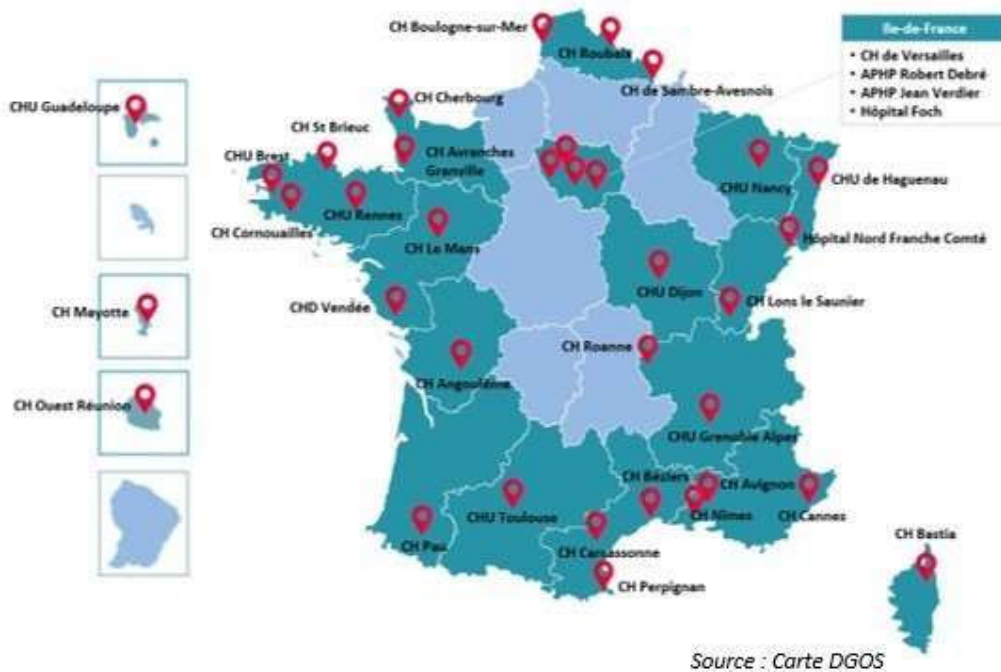 CH Boulogne-sur-Mer
CH Roubaix
CH de Sambre-Avesnois
Ile-de-France
• CH de Versailles
• APHP Robert Debré
• APHP Jean Verdier
• Hôpital Foch
CHU Guadeloupe
CH Cherbourg
CH St Brieuc
CH Avranches
Granville
CHU Brest
CHU Rennes
CH Cornouailles
CH Le Mans
CHU Nancy
CHU de Haguenau
Hôpital Nord Franche Comté
CHU Dijon
CH Lons le Saunier
CHD Vendée
CH Mayotte
CH Roanne
CH Angoulême
CH Ouest Réunion
CHU Grenoble Alpes
CH Béziers
CH Avignon
CH Nîmes
CH Cannes
CHU Toulouse
CH Pau
CH Carcassonne
CH Perpignan
CH Bastia
Source : Carte DGOS